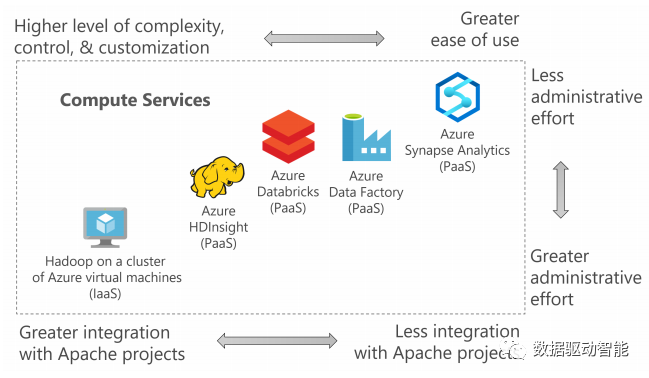 Higher level of complexity,
control, & customization
Greater
ease of use
Compute Services
Less
administrative
effort
Azure
Synapse Analytics
(PaaS)
Azure
Databricks
(PaaS)
Azure
Data Factory
(PaaS)
Azure
HDInsight
(PaaS)
Hadoop on a cluster
of Azure virtual machines
(IaaS)
Greater
administrative
effort
Greater integration
with Apache projects
Less integration
with Apache projects
数据驱动智能